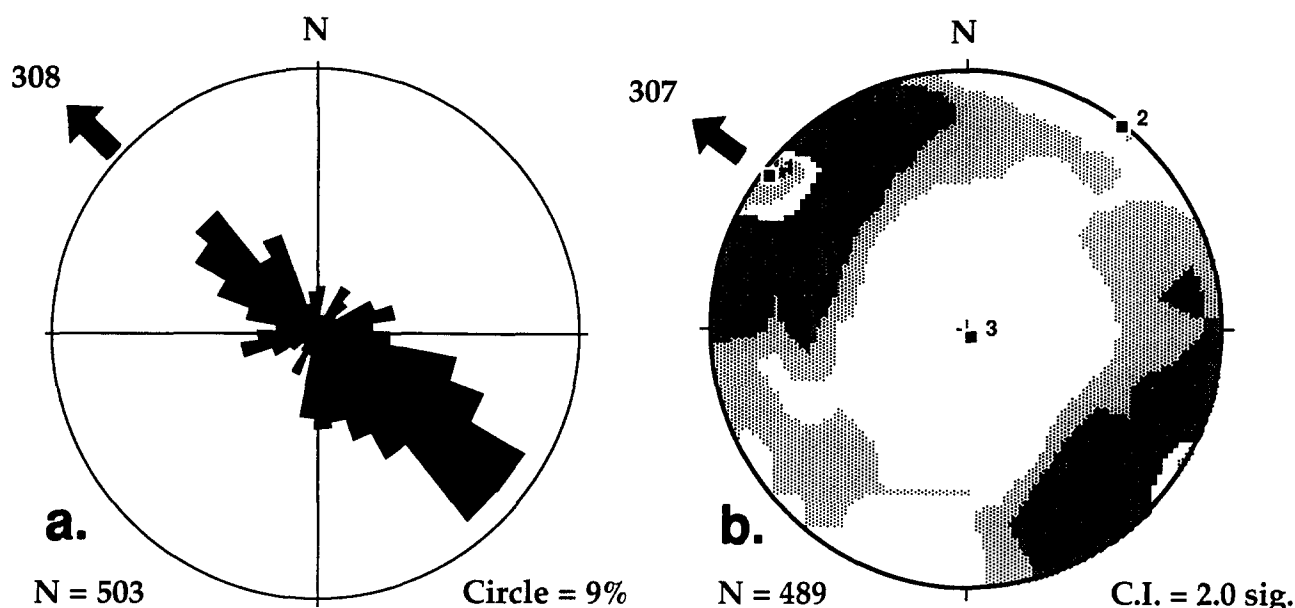 N
308
a.
N = 503
Circle = 9%
N
307
1
2
3
b.
N = 489
C.I. = 2.0 sig.